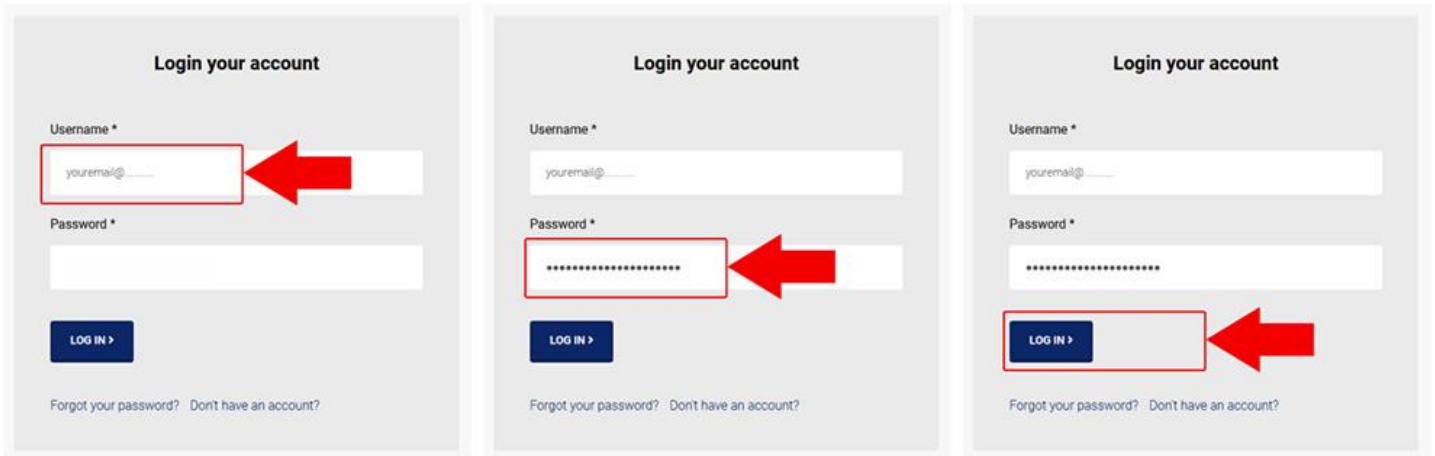 Login your account
Username *
youremail@..........
Password *
LOG IN >
Forgot your password? Don't have an account?
Login your account
Username *
youremail@..........
Password *
•••••••••••••••••••••
LOG IN >
Forgot your password? Don't have an account?
Login your account
Username *
youremail@..........
Password *
•••••••••••••••••••••
LOG IN >
Forgot your password? Don't have an account?